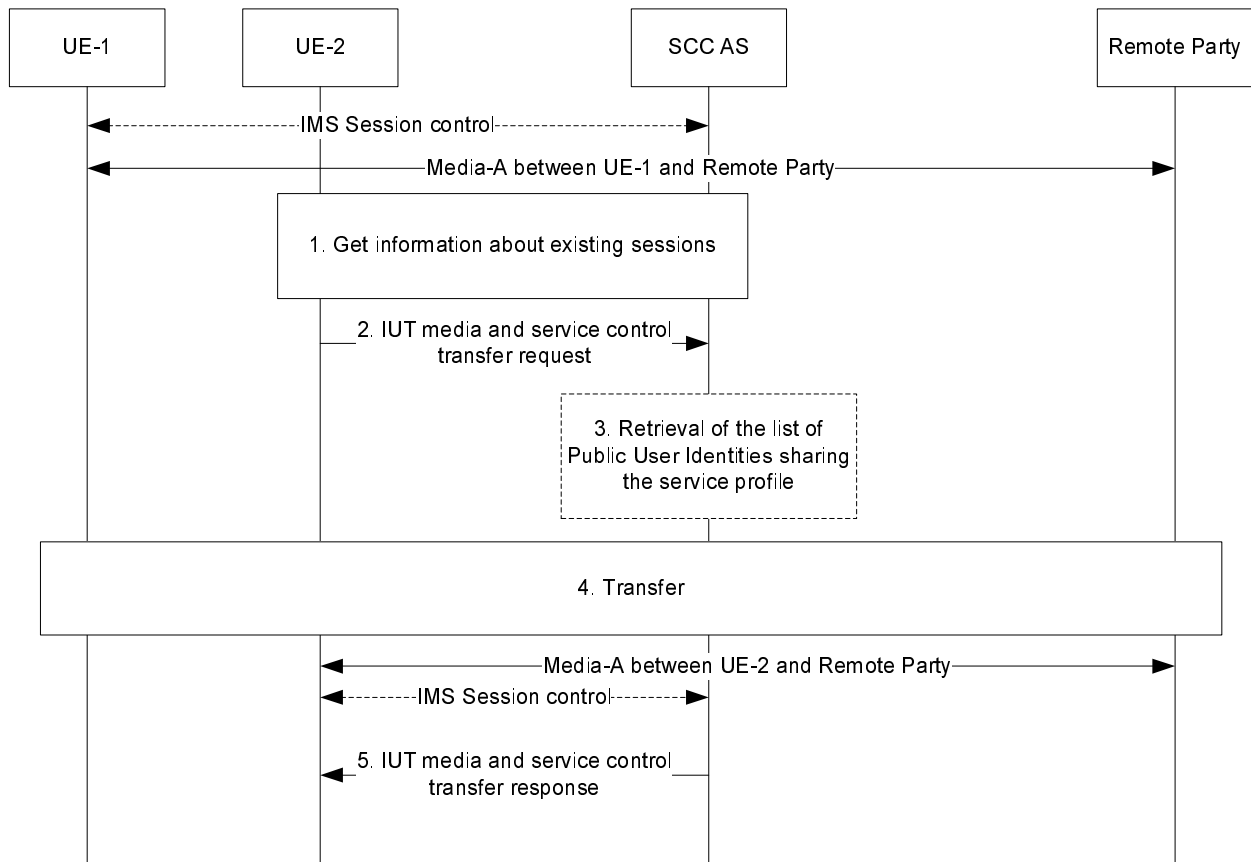 UE-1
UE-2
SCC AS
Remote Party
IMS Session control
Media-A between UE-1 and Remote Party
1. Get information about existing sessions
2. IUT media and service control
transfer request
3. Retrieval of the list of
Public User Identities sharing
the service profile
4. Transfer
Media-A between UE-2 and Remote Party
IMS Session control
5. IUT media and service control
transfer response